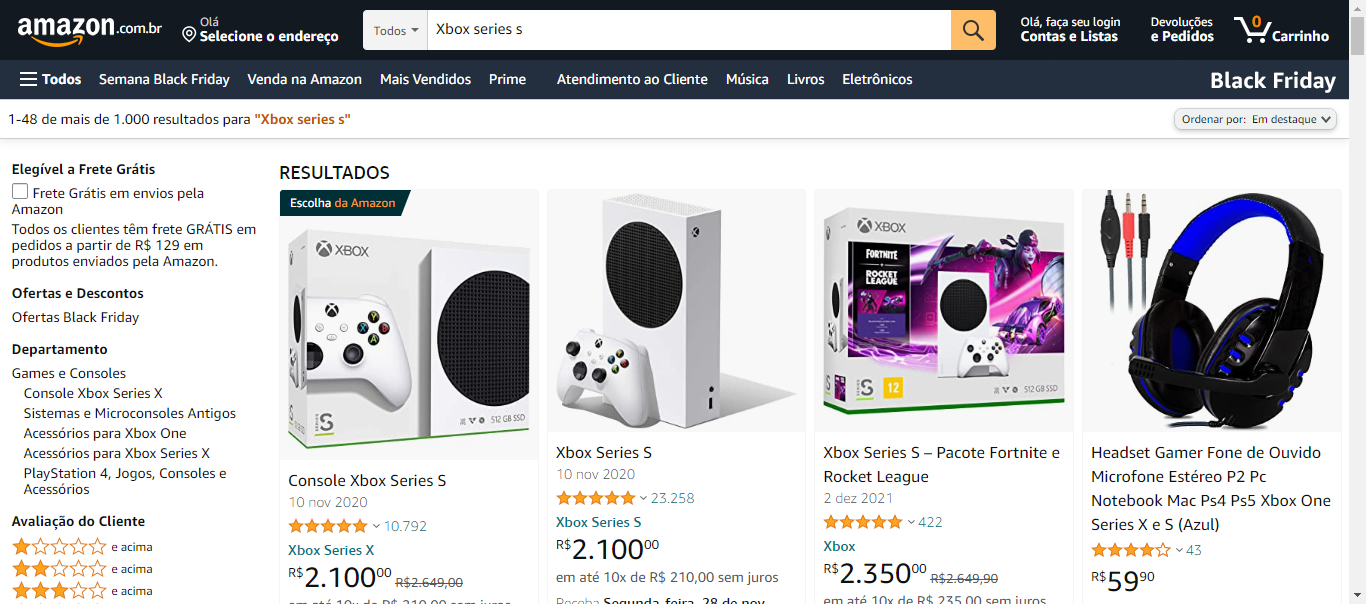 amazon.com.br
Olá
Selecione o endereço
Todos
Xbox series s
Olá, faça seu login
Contas e Listas
Devoluções
e Pedidos
0
Carrinho
Todos
Semana Black Friday
Venda na Amazon
Mais Vendidos
Prime
Atendimento ao Cliente
Música
Livros
Eletrônicos
Black Friday
1-48 de mais de 1.000 resultados para "Xbox series s"
Ordenar por: Em destaque
Elegível a Frete Grátis
Frete Grátis em envios pela
Amazon
Todos os clientes têm frete GRÁTIS em
pedidos a partir de R$ 129 em
produtos enviados pela Amazon.
Ofertas e Descontos
Ofertas Black Friday
Departamento
Games e Consoles
Console Xbox Series X
Sistemas e Microconsoles Antigos
Acessórios para Xbox One
Acessórios para Xbox Series X
PlayStation 4, Jogos, Consoles e
Acessórios
Avaliação do Cliente
e acima
e acima
e acima
RESULTADOS
Escolha da Amazon
XBOX
Y
X
B
A
SERIES
S
512 GB SSD
Console Xbox Series S
10 nov 2020
10.792
Xbox Series X
R$2.10000 R$2.649,00
em até 10x de R$ 210,00 sem juros
Xbox Series S
10 nov 2020
23.258
Xbox Series S
R$2.10000
em até 10x de R$ 210,00 sem juros
Receba Segunda-feira, 28 de nov
XBOX
FORTNITE
ROCKET
LEAGUE
SERIES
S
12
512 GB SSD
Xbox Series S – Pacote Fortnite e
Rocket League
2 dez 2021
422
Xbox
R$2.35000 R$2.649,90
em até 10x de R$ 235,00 sem juros
Headset Gamer Fone de Ouvido
Microfone Estéreo P2 Pc
Notebook Mac Ps4 Ps5 Xbox One
Series X e S (Azul)
43
R$5990